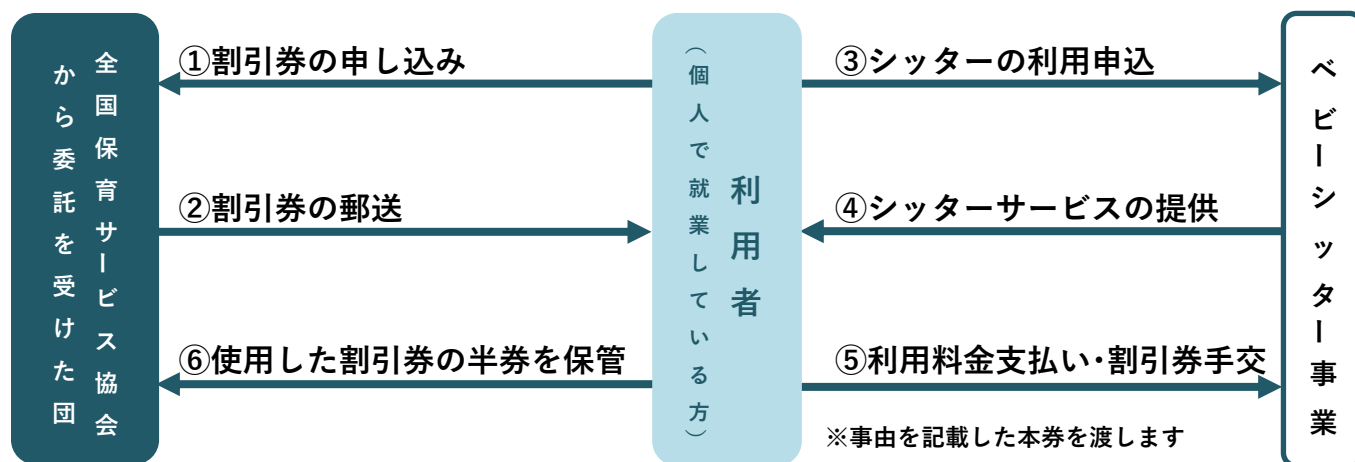 全国保育サービス協会
から委託を受けた団
①割引券の申し込み
②割引券の郵送
⑥使用した割引券の半券を保管
利用者
（個人で就業している方）
③シッターの利用申込
④シッターサービスの提供
⑤利用料金支払い・割引券手交
※事由を記載した本券を渡します
ベビーシッター事業